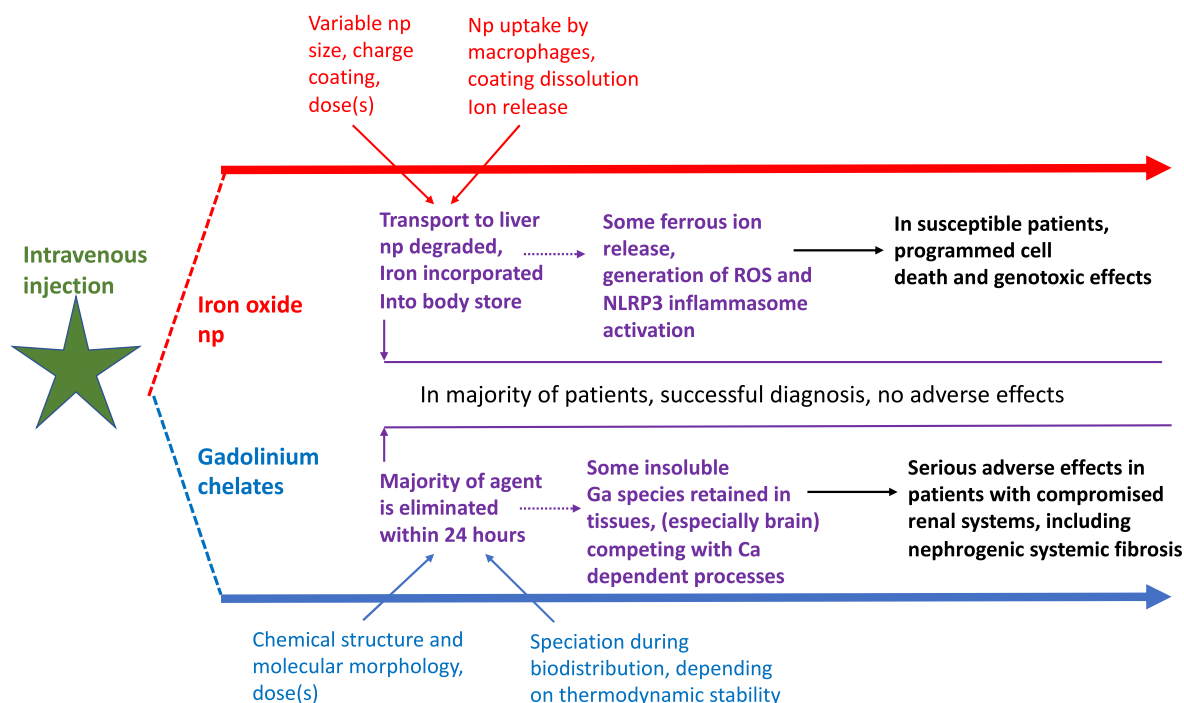 Variable np
size, charge
coating,
dose(s)
Np uptake by
macrophages,
coating dissolution
Ion release
Intravenous
injection
Iron oxide
np
Transport to liver
np degraded,
Iron incorporated
Into body store
Some ferrous ion
release,
generation of ROS and
NLRP3 inflammasome
activation
In susceptible patients,
programmed cell
death and genotoxic effects
In majority of patients, successful diagnosis, no adverse effects
Gadolinium
chelates
Majority of agent
is eliminated
within 24 hours
Some insoluble
Ga species retained in
tissues, (especially brain)
competing with Ca
dependent processes
Serious adverse effects in
patients with compromised
renal systems, including
nephrogenic systemic fibrosis
Chemical structure and
molecular morphology,
dose(s)
Speciation during
biodistribution, depending
on thermodynamic stability